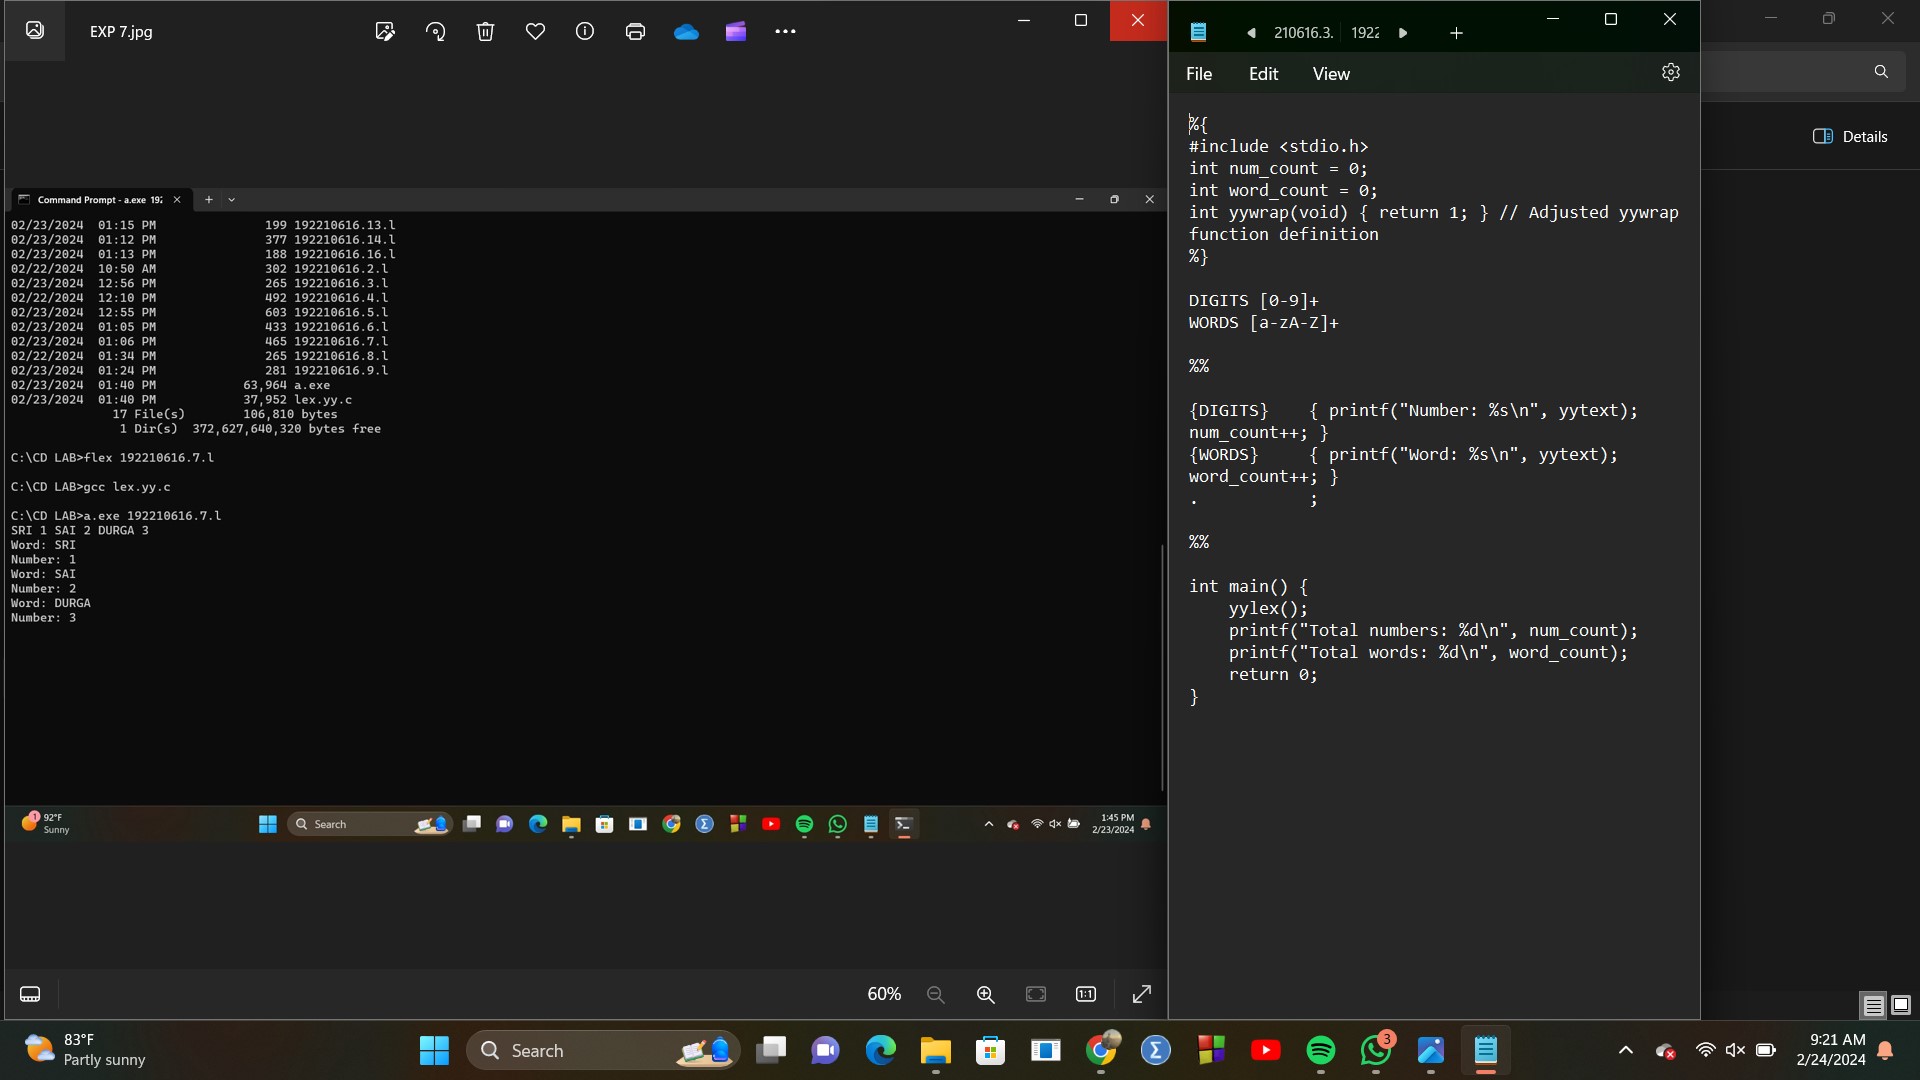 EXP 7.jpg
Command Prompt - a.exe 192
02/23/2024 01:15 PM 199 192210616.13.l
02/23/2024 01:12 PM 377 192210616.14.l
02/23/2024 01:13 PM 188 192210616.16.l
02/22/2024 10:50 AM 302 192210616.2.l
02/23/2024 12:56 PM 265 192210616.3.l
02/22/2024 12:10 PM 492 192210616.4.l
02/23/2024 12:55 PM 603 192210616.5.l
02/23/2024 01:05 PM 433 192210616.6.l
02/23/2024 01:06 PM 465 192210616.7.l
02/22/2024 01:34 PM 265 192210616.8.l
02/23/2024 01:24 PM 281 192210616.9.l
02/23/2024 01:40 PM 63,964 a.exe
02/23/2024 01:40 PM 37,952 lex.yy.c
17 File(s) 106,810 bytes
1 Dir(s) 372,627,640,320 bytes free
C:\CD LAB>flex 192210616.7.l
C:\CD LAB>gcc lex.yy.c
C:\CD LAB>a.exe 192210616.7.l
SRI 1 SAI 2 DURGA 3
Word: SRI
Number: 1
Word: SAI
Number: 2
Word: DURGA
Number: 3
1
92°F
Sunny
Search
1:45 PM
2/23/2024
60%
1:1
210616.3. 1922
File Edit View
%{
#include <stdio.h>
int num_count = 0;
int word_count = 0;
int yywrap(void) { return 1; } // Adjusted yywrap
function definition
%}
DIGITS [0-9]+
WORDS [a-zA-Z]+
%%
{DIGITS} { printf("Number: %s\n", yytext);
num_count++; }
{WORDS} { printf("Word: %s\n", yytext);
word_count++; }
. ;
%%
int main() {
yylex();
printf("Total numbers: %d\n", num_count);
printf("Total words: %d\n", word_count);
return 0;
}
Details
83°F
Partly sunny
Search
3
9:21 AM
2/24/2024